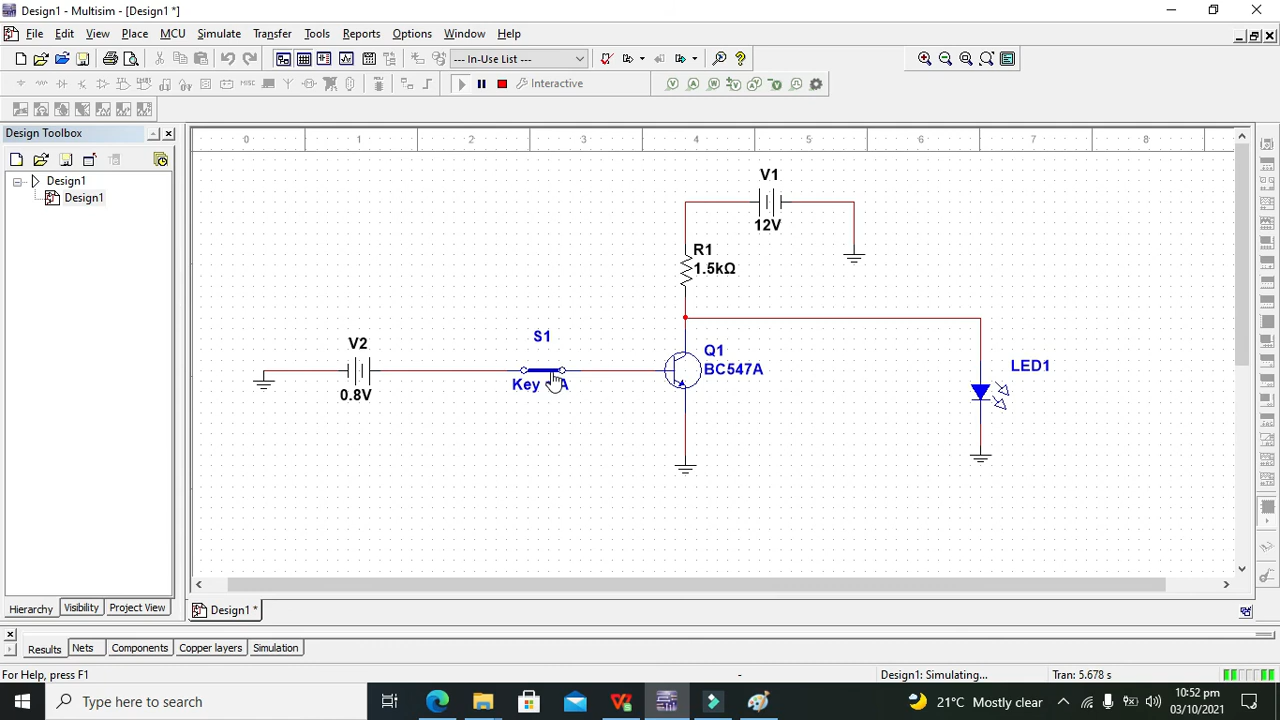 Design1 - Multisim - [Design1 *]
File Edit View Place MCU Simulate Transfer Tools Reports Options Window Help
--- In-Use List ---
Interactive
Design Toolbox
Design1
Design1
0 1 2 3 4 5 6 7 8
V1
12V
R1
1.5kΩ
S1
V2
Q1
BC547A
LED1
Key A
0.8V
Hierarchy Visibility Project View
Design1 *
Results Nets Components Copper layers Simulation
For Help, press F1
-
Design1: Simulating...
Tran: 5.678 s
Type here to search
21°C Mostly clear
10:52 pm
03/10/2021